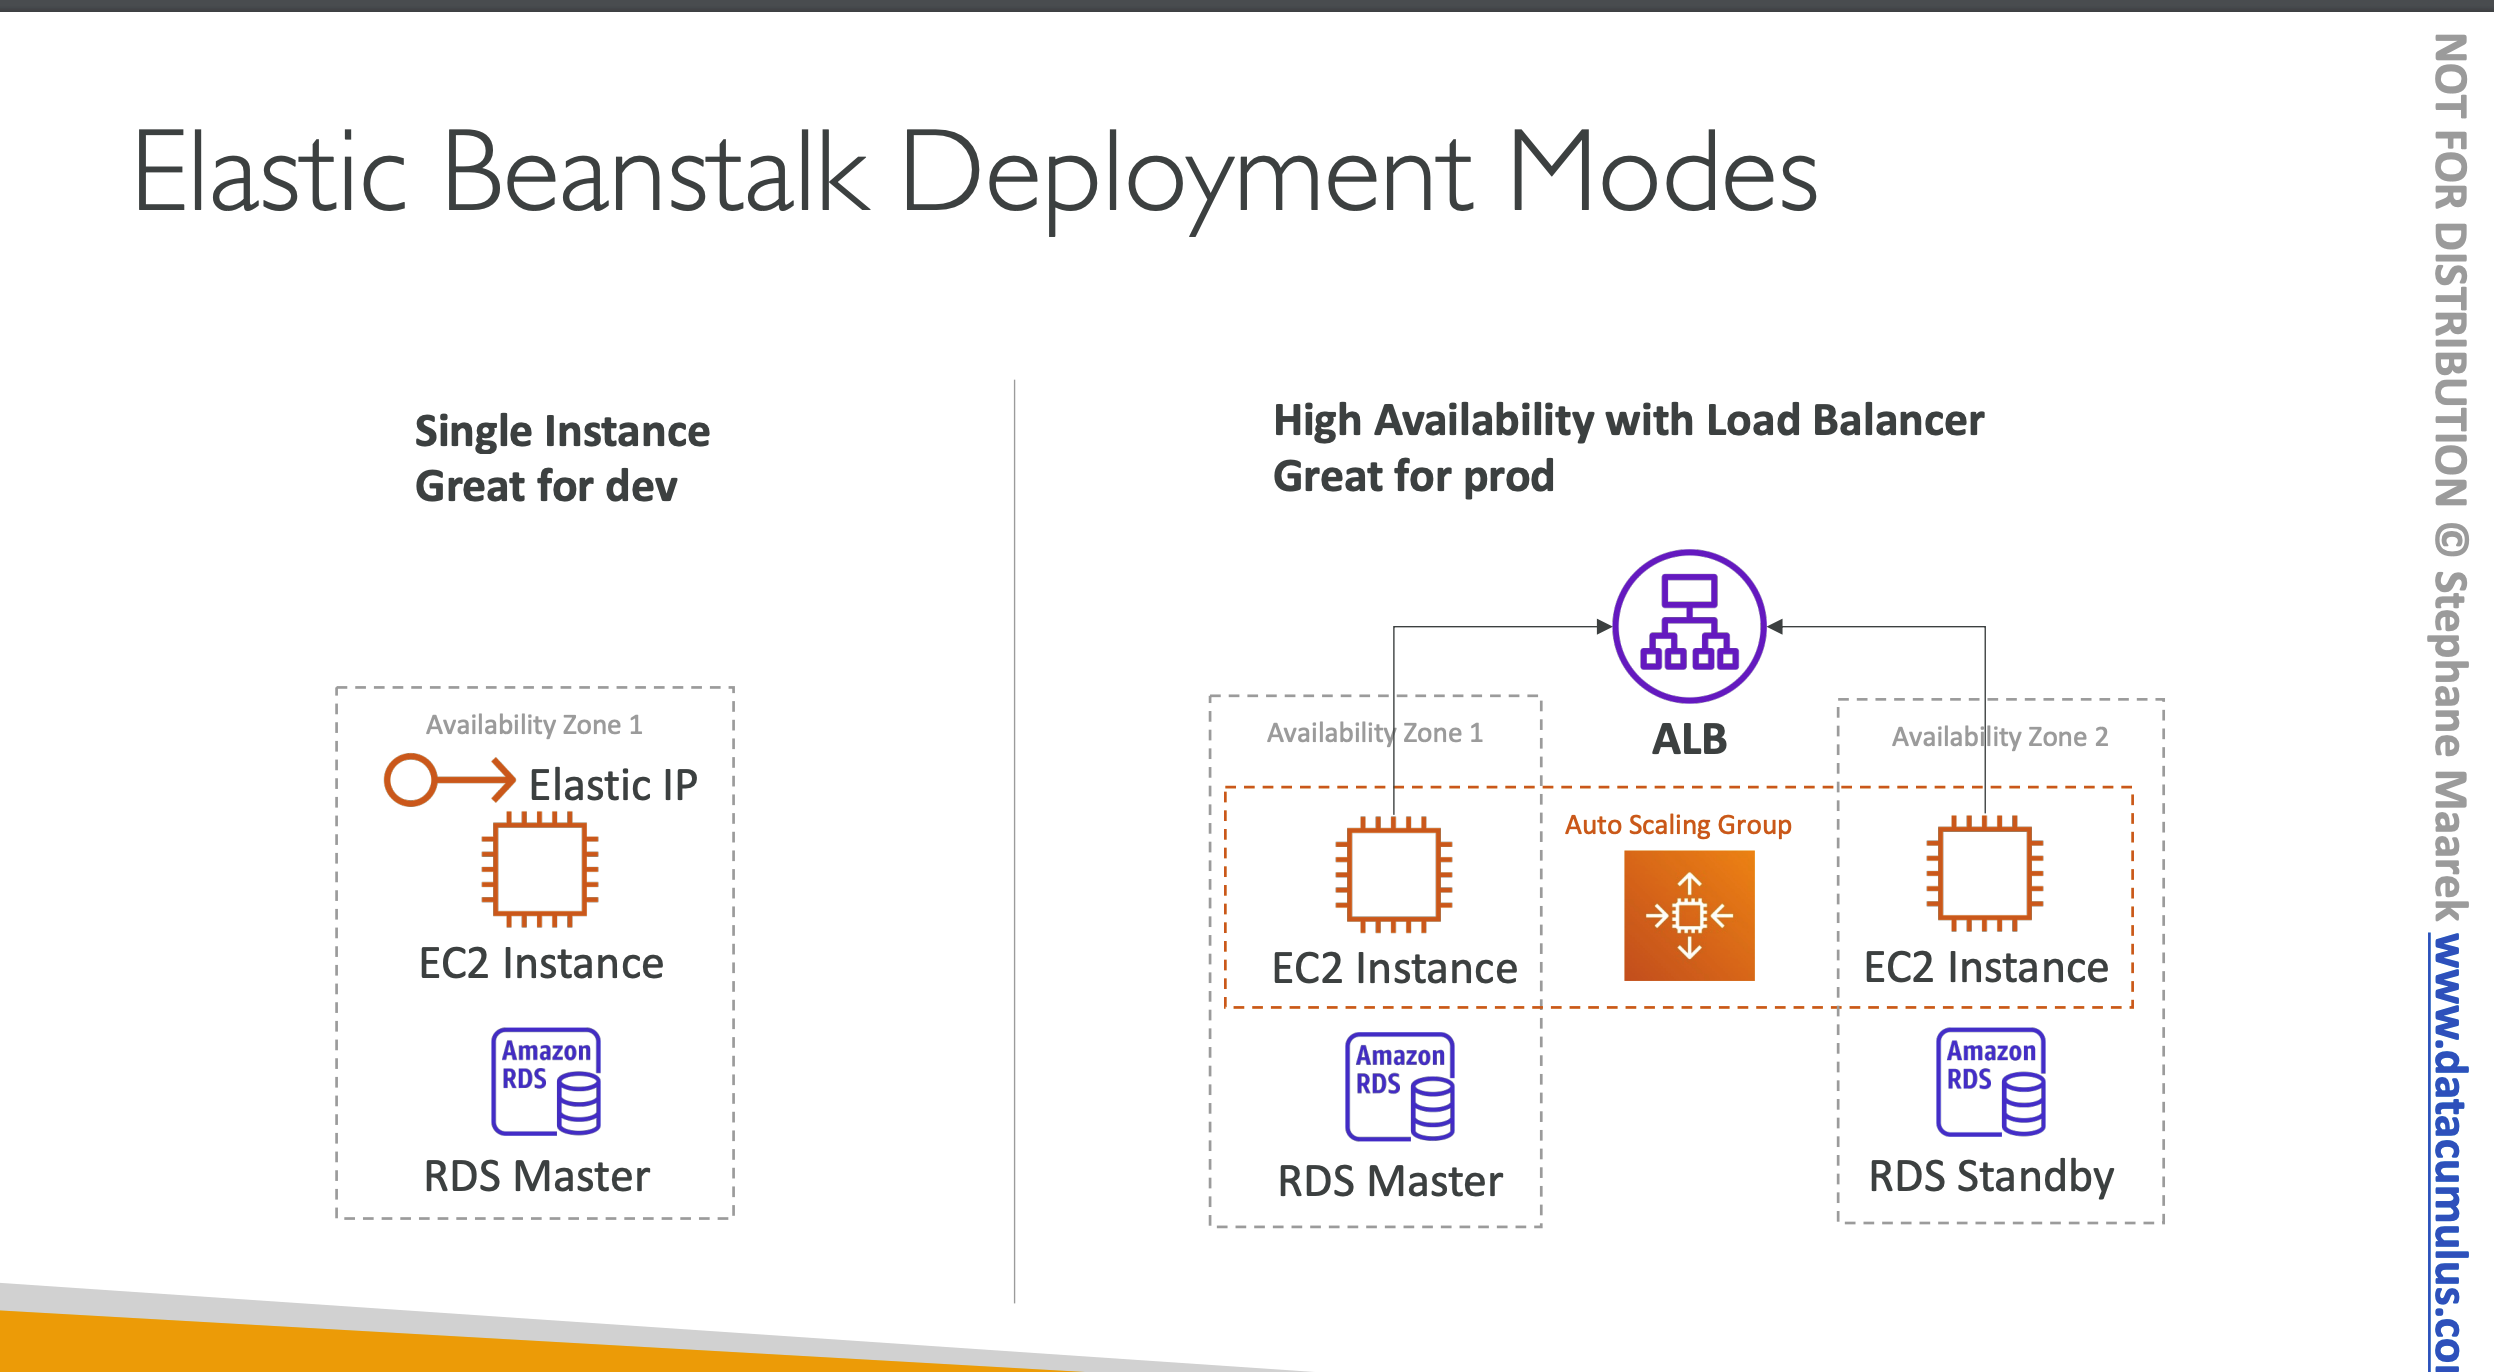 Elastic Beanstalk Deployment Modes
Single Instance
Great for dev
Availability Zone 1
Elastic IP
EC2 Instance
Amazon
RDS
RDS Master
High Availability with Load Balancer
Great for prod
ALB
Availability Zone 1
Availability Zone 2
Auto Scaling Group
EC2 Instance
EC2 Instance
Amazon
RDS
RDS Master
Amazon
RDS
RDS Standby
NOT FOR DISTRIBUTION © Stephane Maarek www.datacumulus.co